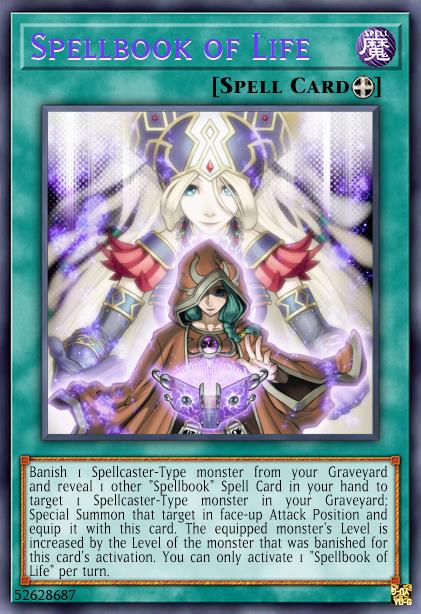 Spellbook of Life
SPELL
魔
[Spell Card]
Banish 1 Spellcaster-Type monster from your Graveyard
and reveal 1 other "Spellbook" Spell Card in your hand to
target 1 Spellcaster-Type monster in your Graveyard;
Special Summon that target in face-up Attack Position and
equip it with this card. The equipped monster's Level is
increased by the Level of the monster that was banished for
this card's activation. You can only activate 1 "Spellbook of
Life" per turn.
52628687